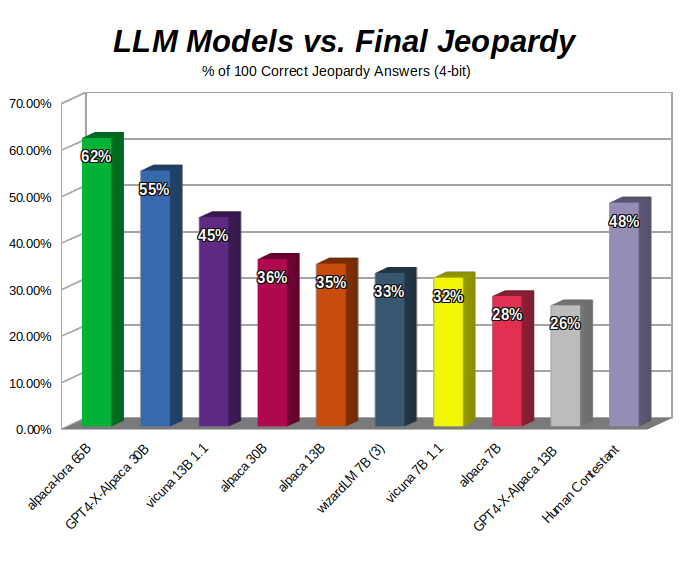 LLM Models vs. Final Jeopardy
% of 100 Correct Jeopardy Answers (4-bit)
70.00%
60.00%
50.00%
40.00%
30.00%
20.00%
10.00%
0.00%
62%
55%
45%
36%
35%
33%
32%
28%
26%
48%
alpaca-lora 65B
GPT4-X-Alpaca 30B
vicuna 13B 1.1
alpaca 30B
alpaca 13B
wizardLM 7B (3)
vicuna 7B 1.1
alpaca 7B
GPT4-X-Alpaca 13B
Human Contestant